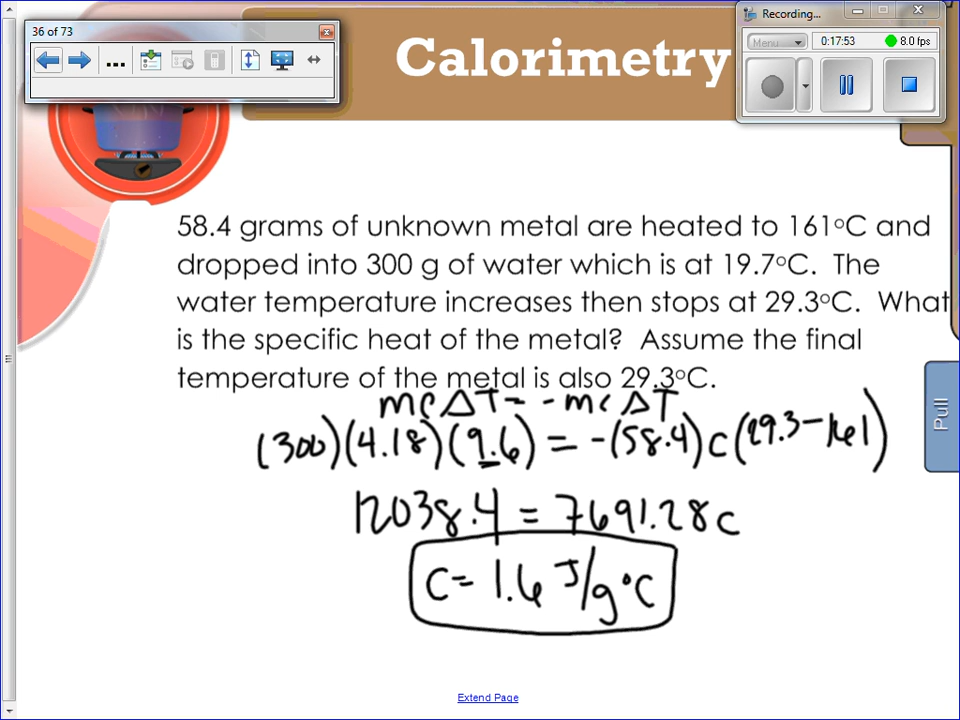 36 of 73
Recording...
Menu
0:17:53
8.0 fps
Calorimetry
58.4 grams of unknown metal are heated to 161°C and
dropped into 300 g of water which is at 19.7°C. The
water temperature increases then stops at 29.3°C. What
is the specific heat of the metal? Assume the final
temperature of the metal is also 29.3°C.
mc△T = -mc△T
(300)(4.18)(9.6) = -(58.4)c(29.3-161)
12038.4 = 7691.28c
c= 1.6 J/g°C
Pull
Extend Page